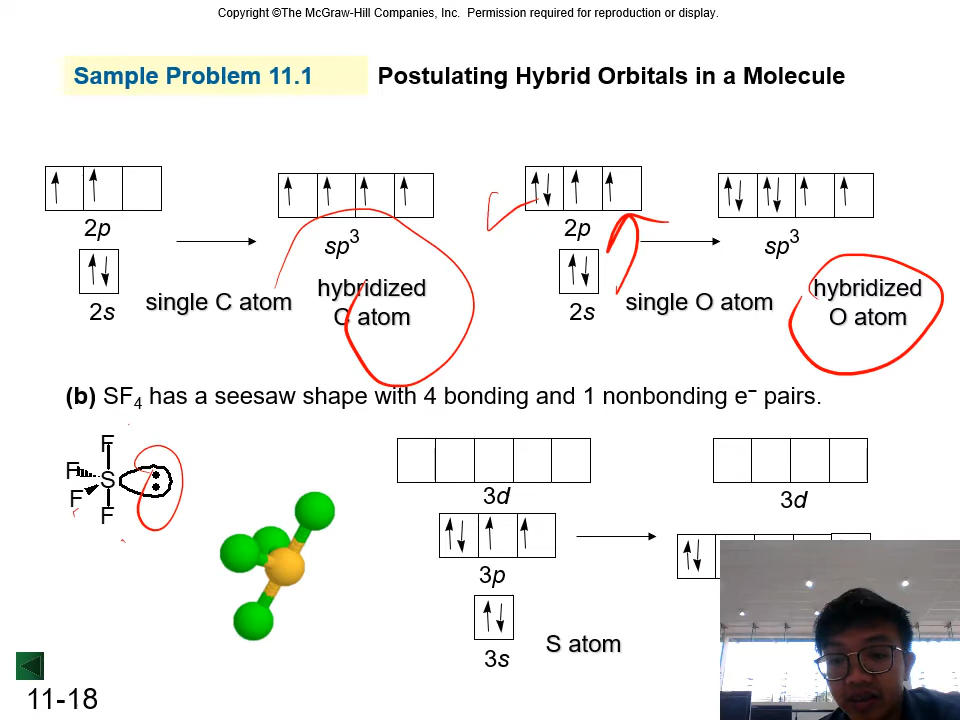 Copyright ©The McGraw-Hill Companies, Inc. Permission required for reproduction or display.
Sample Problem 11.1 Postulating Hybrid Orbitals in a Molecule
2p
2s
single C atom
sp³
hybridized
C atom
2p
2s
single O atom
sp³
hybridized
O atom
(b) SF₄ has a seesaw shape with 4 bonding and 1 nonbonding e⁻ pairs.
F
F
S
F
F
3d
3p
3s
S atom
3d
11-18